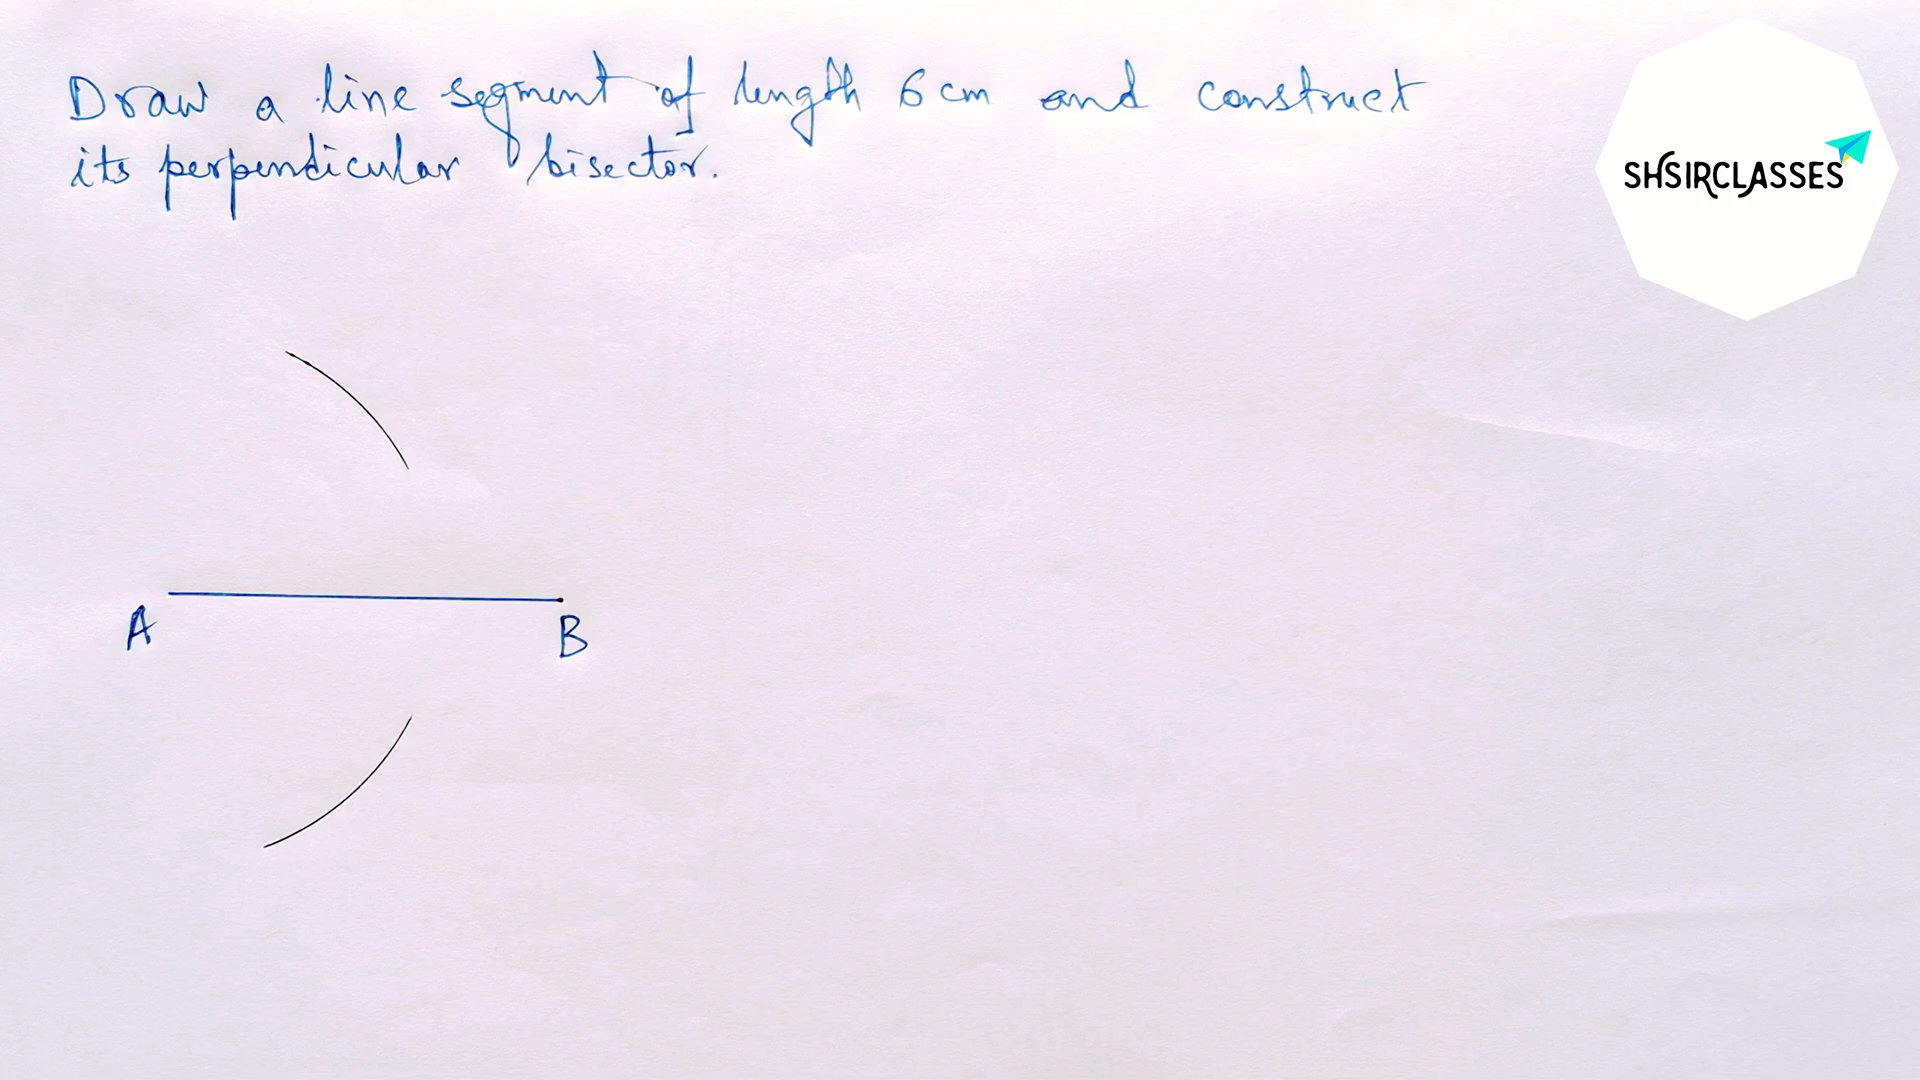 Draw a line segment of length 6 cm and construct
its perpendicular bisector.
SHSIRCLASSES
A
B